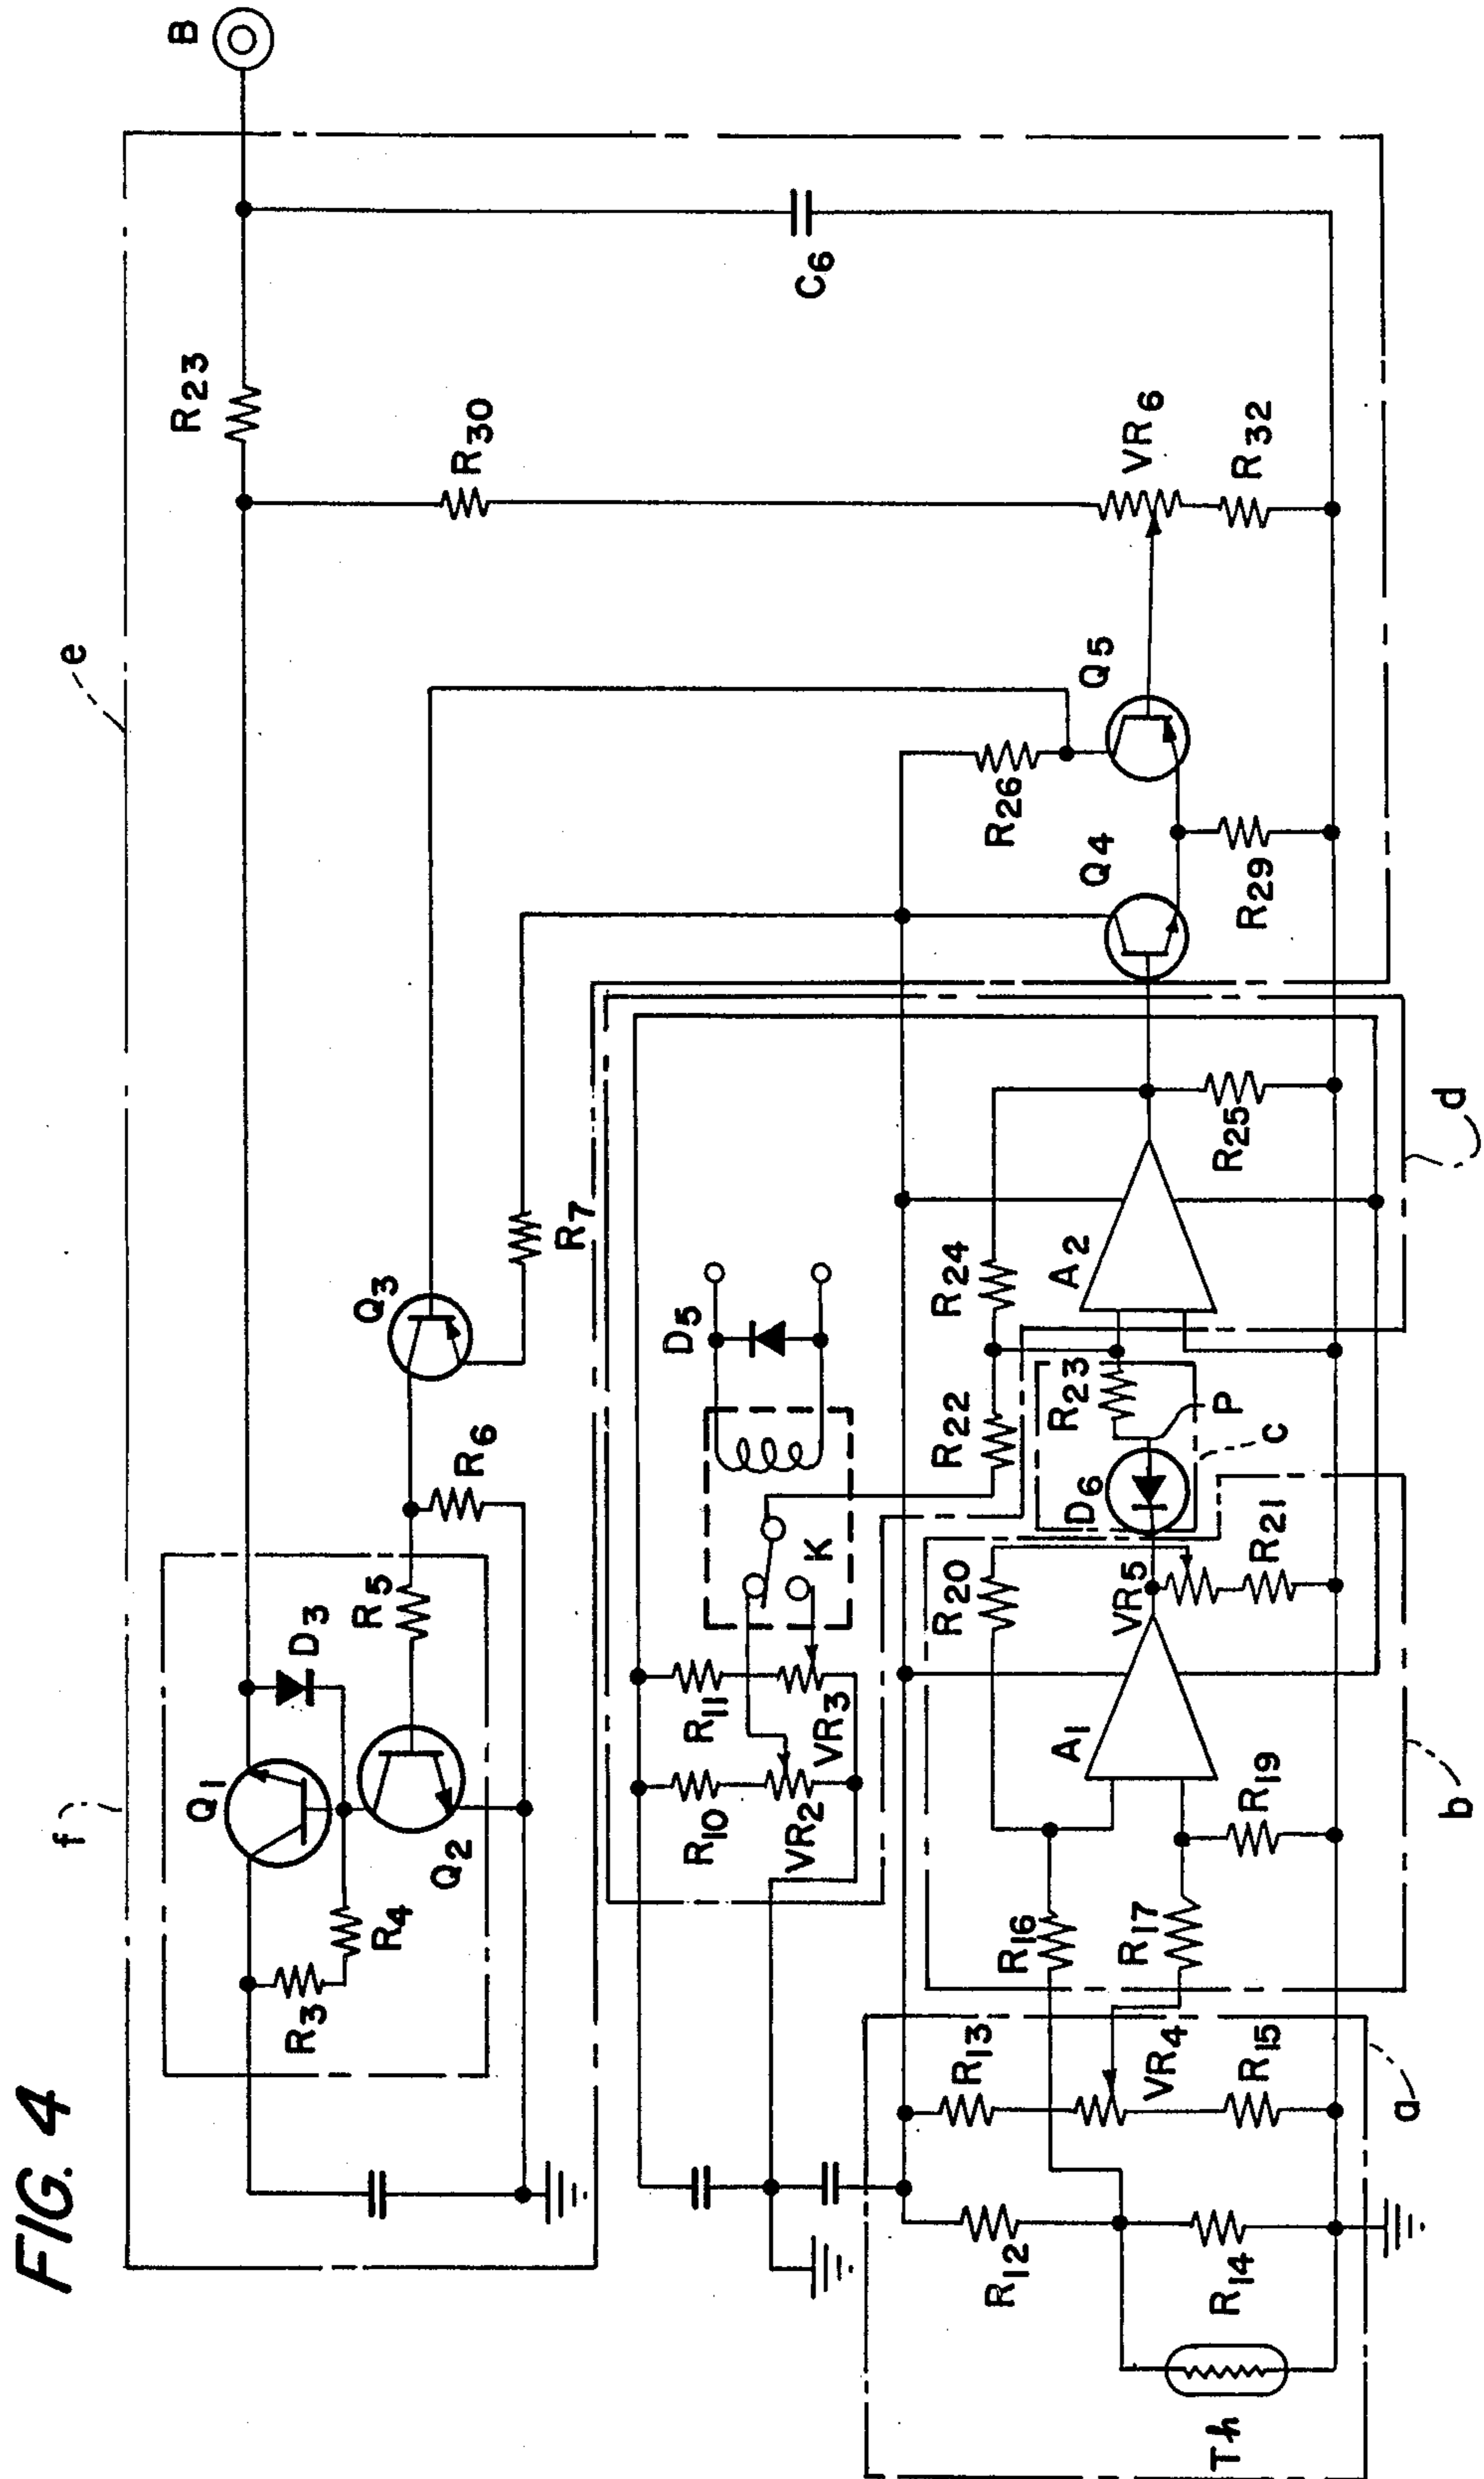 FIG. 4
B
e
f
R23
R30
C6
VR6
R32
Q5
R26
Q4
R29
Q3
R7
R6
R5
D3
Q1
Q2
R4
R3
D5
K
R11
VR3
R10
VR2
d
R25
A2
R24
R22
R23
P
C
D6
R20
VR5
R21
A1
R19
b
R16
R17
R13
VR4
R15
a
R12
R14
Th